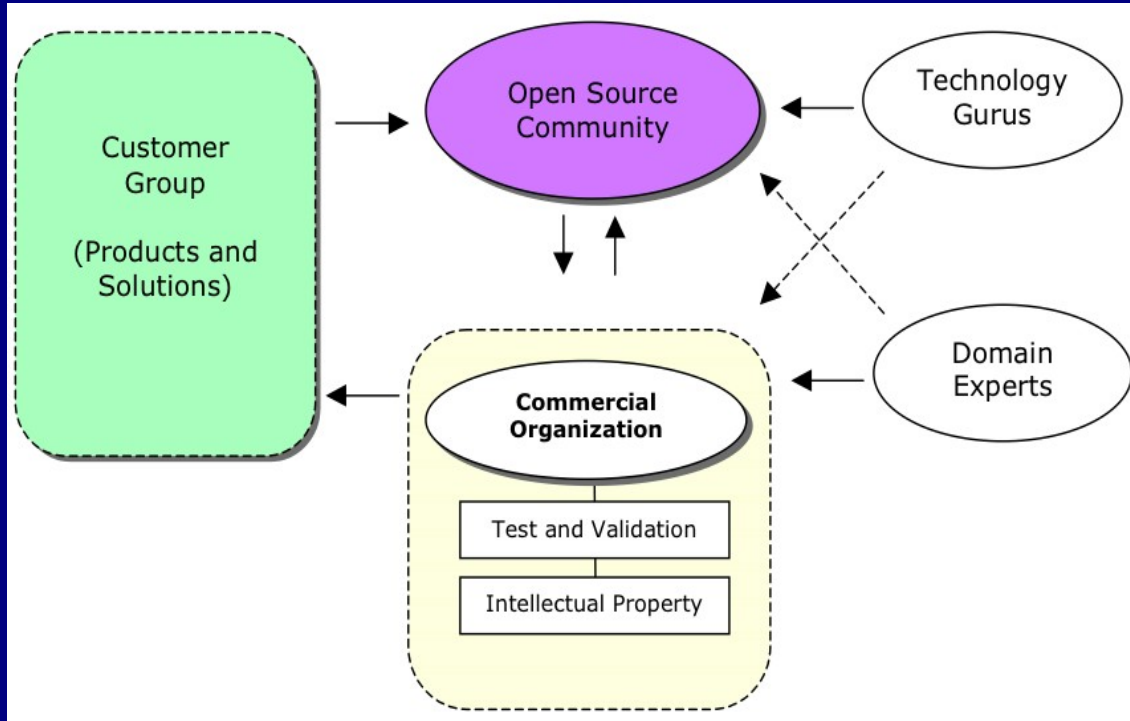 Customer
Group
(Products and
Solutions)
Open Source
Community
Technology
Gurus
Domain
Experts
Commercial
Organization
Test and Validation
Intellectual Property